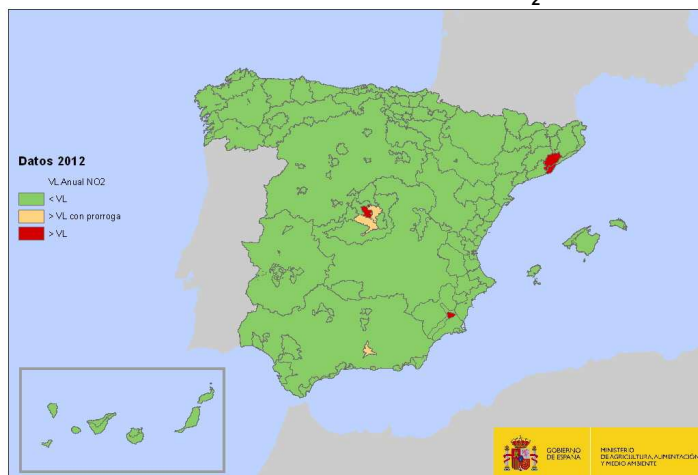 2
Datos 2012
VL Anual NO2
< VL
> VL con prorroga
> VL
GOBIERNO
DE ESPAÑA
MINISTERIO
DE AGRICULTURA, ALIMENTACIÓN
Y MEDIO AMBIENTE